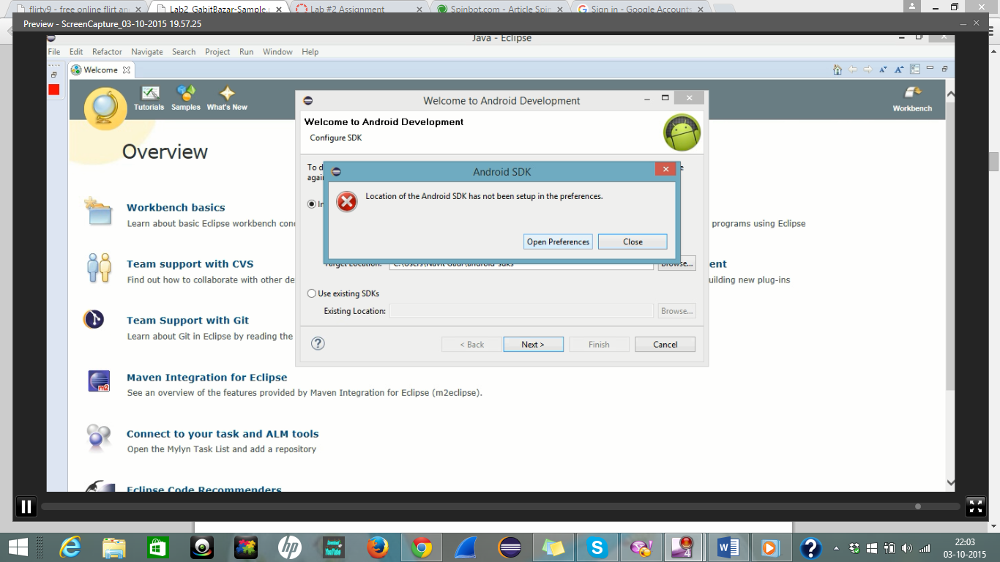 flirty9 - free online flirt an
Lab2_GabitBazar-Sample.p
Lab #2 Assignment
Spinbot.com - Article Spin
Sign in - Google Accounts
Preview - ScreenCapture_03-10-2015 19.57.25
Java - Eclipse
File Edit Refactor Navigate Search Project Run Window Help
Welcome
Tutorials Samples What's New
Workbench
Overview
Welcome to Android Development
Welcome to Android Development
Configure SDK
To d
e
agai
Android SDK
Location of the Android SDK has not been setup in the preferences.
Open Preferences Close
In
Target Location: C:\Users\Navit Gadi\android-sdks Browse...
Use existing SDKs
Existing Location: Browse...
< Back Next > Finish Cancel
Workbench basics
Learn about basic Eclipse workbench conc
programs using Eclipse
Team support with CVS
ent
Find out how to collaborate with other de
uilding new plug-ins
Team Support with Git
Learn about Git in Eclipse by reading the
Maven Integration for Eclipse
See an overview of the features provided by Maven Integration for Eclipse (m2eclipse).
Connect to your task and ALM tools
Open the Mylyn Task List and add a repository
Eclipse Code Recommenders
22:03
03-10-2015